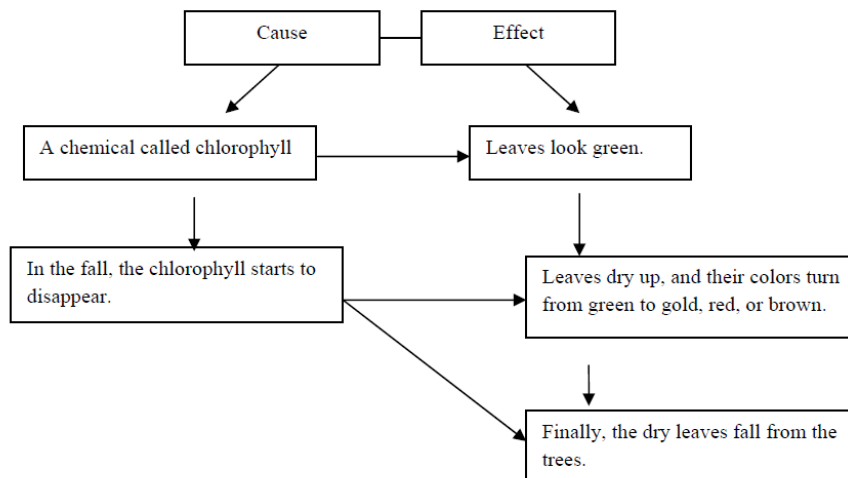 Cause
Effect
A chemical called chlorophyll
Leaves look green.
In the fall, the chlorophyll starts to
disappear.
Leaves dry up, and their colors turn
from green to gold, red, or brown.
Finally, the dry leaves fall from the
trees.